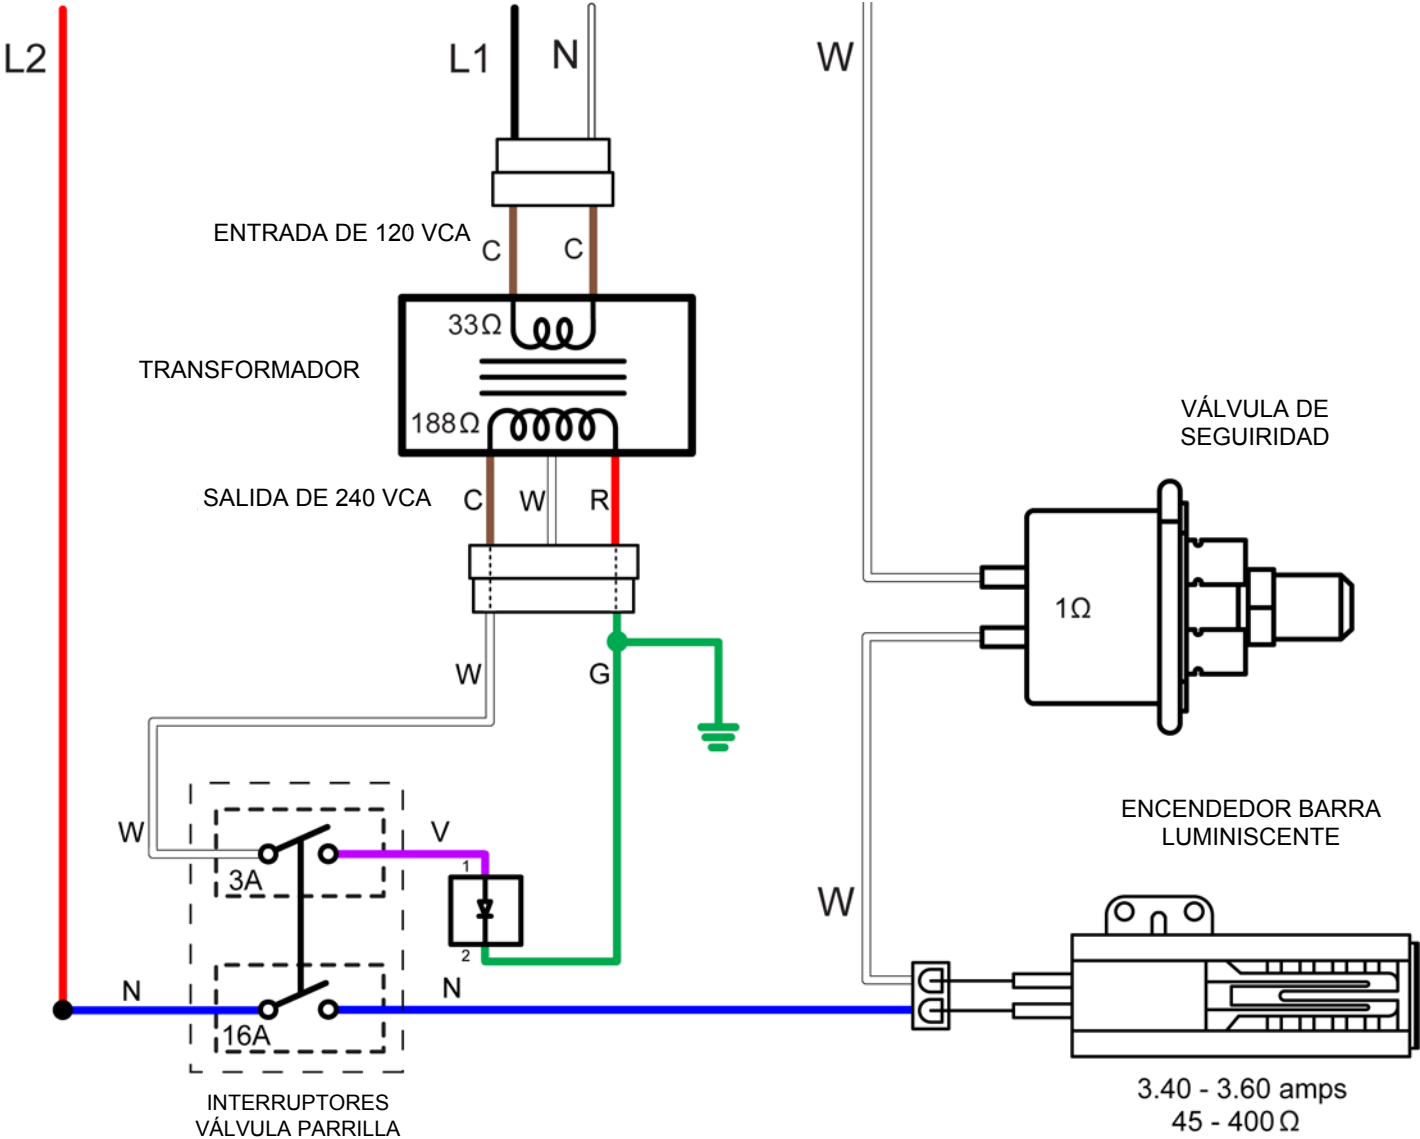 L2
L1
N
W
ENTRADA DE 120 VCA
C
C
33Ω
TRANSFORMADOR
188Ω
SALIDA DE 240 VCA
C
W
R
VÁLVULA DE
SEGUIRIDAD
1Ω
W
G
W
V
3A
1
2
ENCENDEDOR BARRA
LUMINISCENTE
W
N
N
16A
INTERRUPTORES
VÁLVULA PARRILLA
3.40 - 3.60 amps
45 - 400Ω